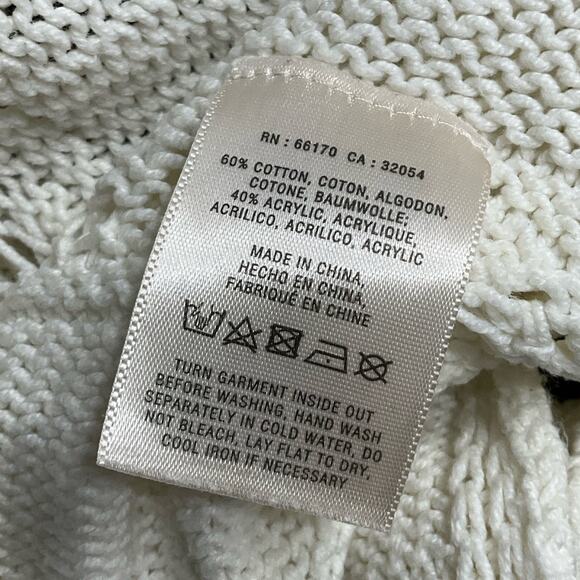 RN : 66170 CA : 32054
60% COTTON, COTON, ALGODON,
COTONE, BAUMWOLLE;
40% ACRYLIC, ACRYLIQUE,
ACRILICO, ACRILICO, ACRYLIC
MADE IN CHINA,
HECHO EN CHINA,
FABRIQUÉ EN CHINE
TURN GARMENT INSIDE OUT
BEFORE WASHING, HAND WASH
SEPARATELY IN COLD WATER, DO
NOT BLEACH, LAY FLAT TO DRY,
COOL IRON IF NECESSARY